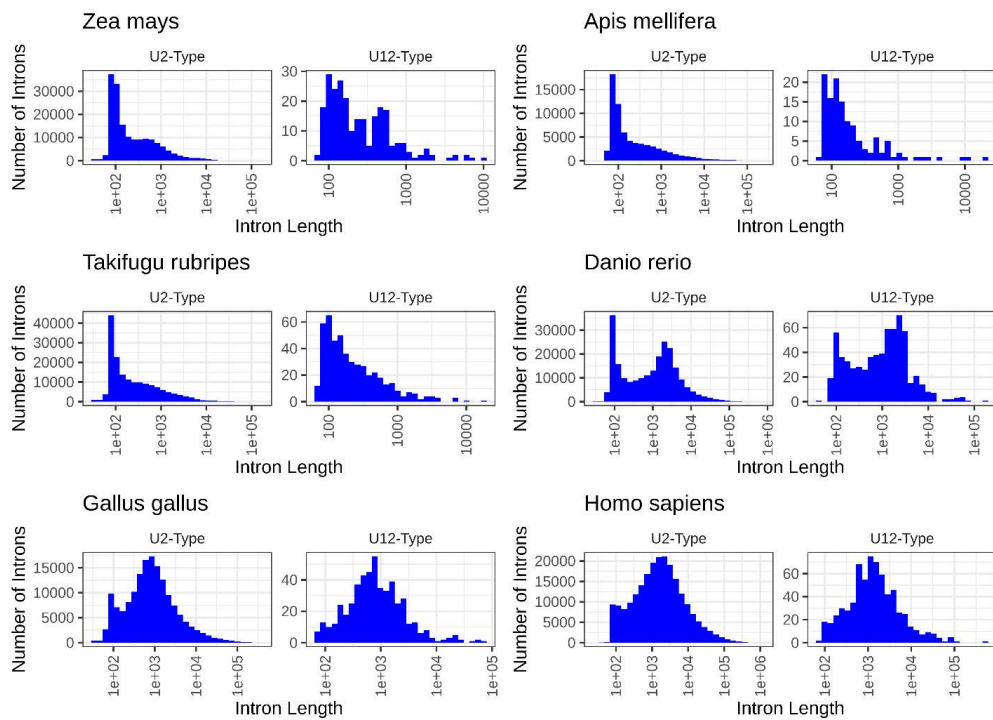 Zea mays
U2-Type
U12-Type
Number of Introns
30000
20000
10000
0
1e+02
1e+03
1e+04
1e+05
30
20
10
0
100
1000
10000
Intron Length
Apis mellifera
U2-Type
U12-Type
Number of Introns
15000
10000
5000
0
1e+02
1e+03
1e+04
1e+05
20
15
10
5
0
100
1000
10000
Intron Length
Takifugu rubripes
U2-Type
U12-Type
Number of Introns
40000
30000
20000
10000
0
1e+02
1e+03
1e+04
1e+05
60
40
20
0
100
1000
10000
Intron Length
Danio rerio
U2-Type
U12-Type
Number of Introns
30000
20000
10000
0
1e+02
1e+03
1e+04
1e+05
1e+06
60
40
20
0
1e+02
1e+03
1e+04
1e+05
Intron Length
Gallus gallus
U2-Type
U12-Type
Number of Introns
15000
10000
5000
0
1e+02
1e+03
1e+04
1e+05
40
20
0
1e+02
1e+03
1e+04
1e+05
Intron Length
Homo sapiens
U2-Type
U12-Type
Number of Introns
20000
15000
10000
5000
0
1e+02
1e+03
1e+04
1e+05
1e+06
60
40
20
0
1e+02
1e+03
1e+04
1e+05
Intron Length